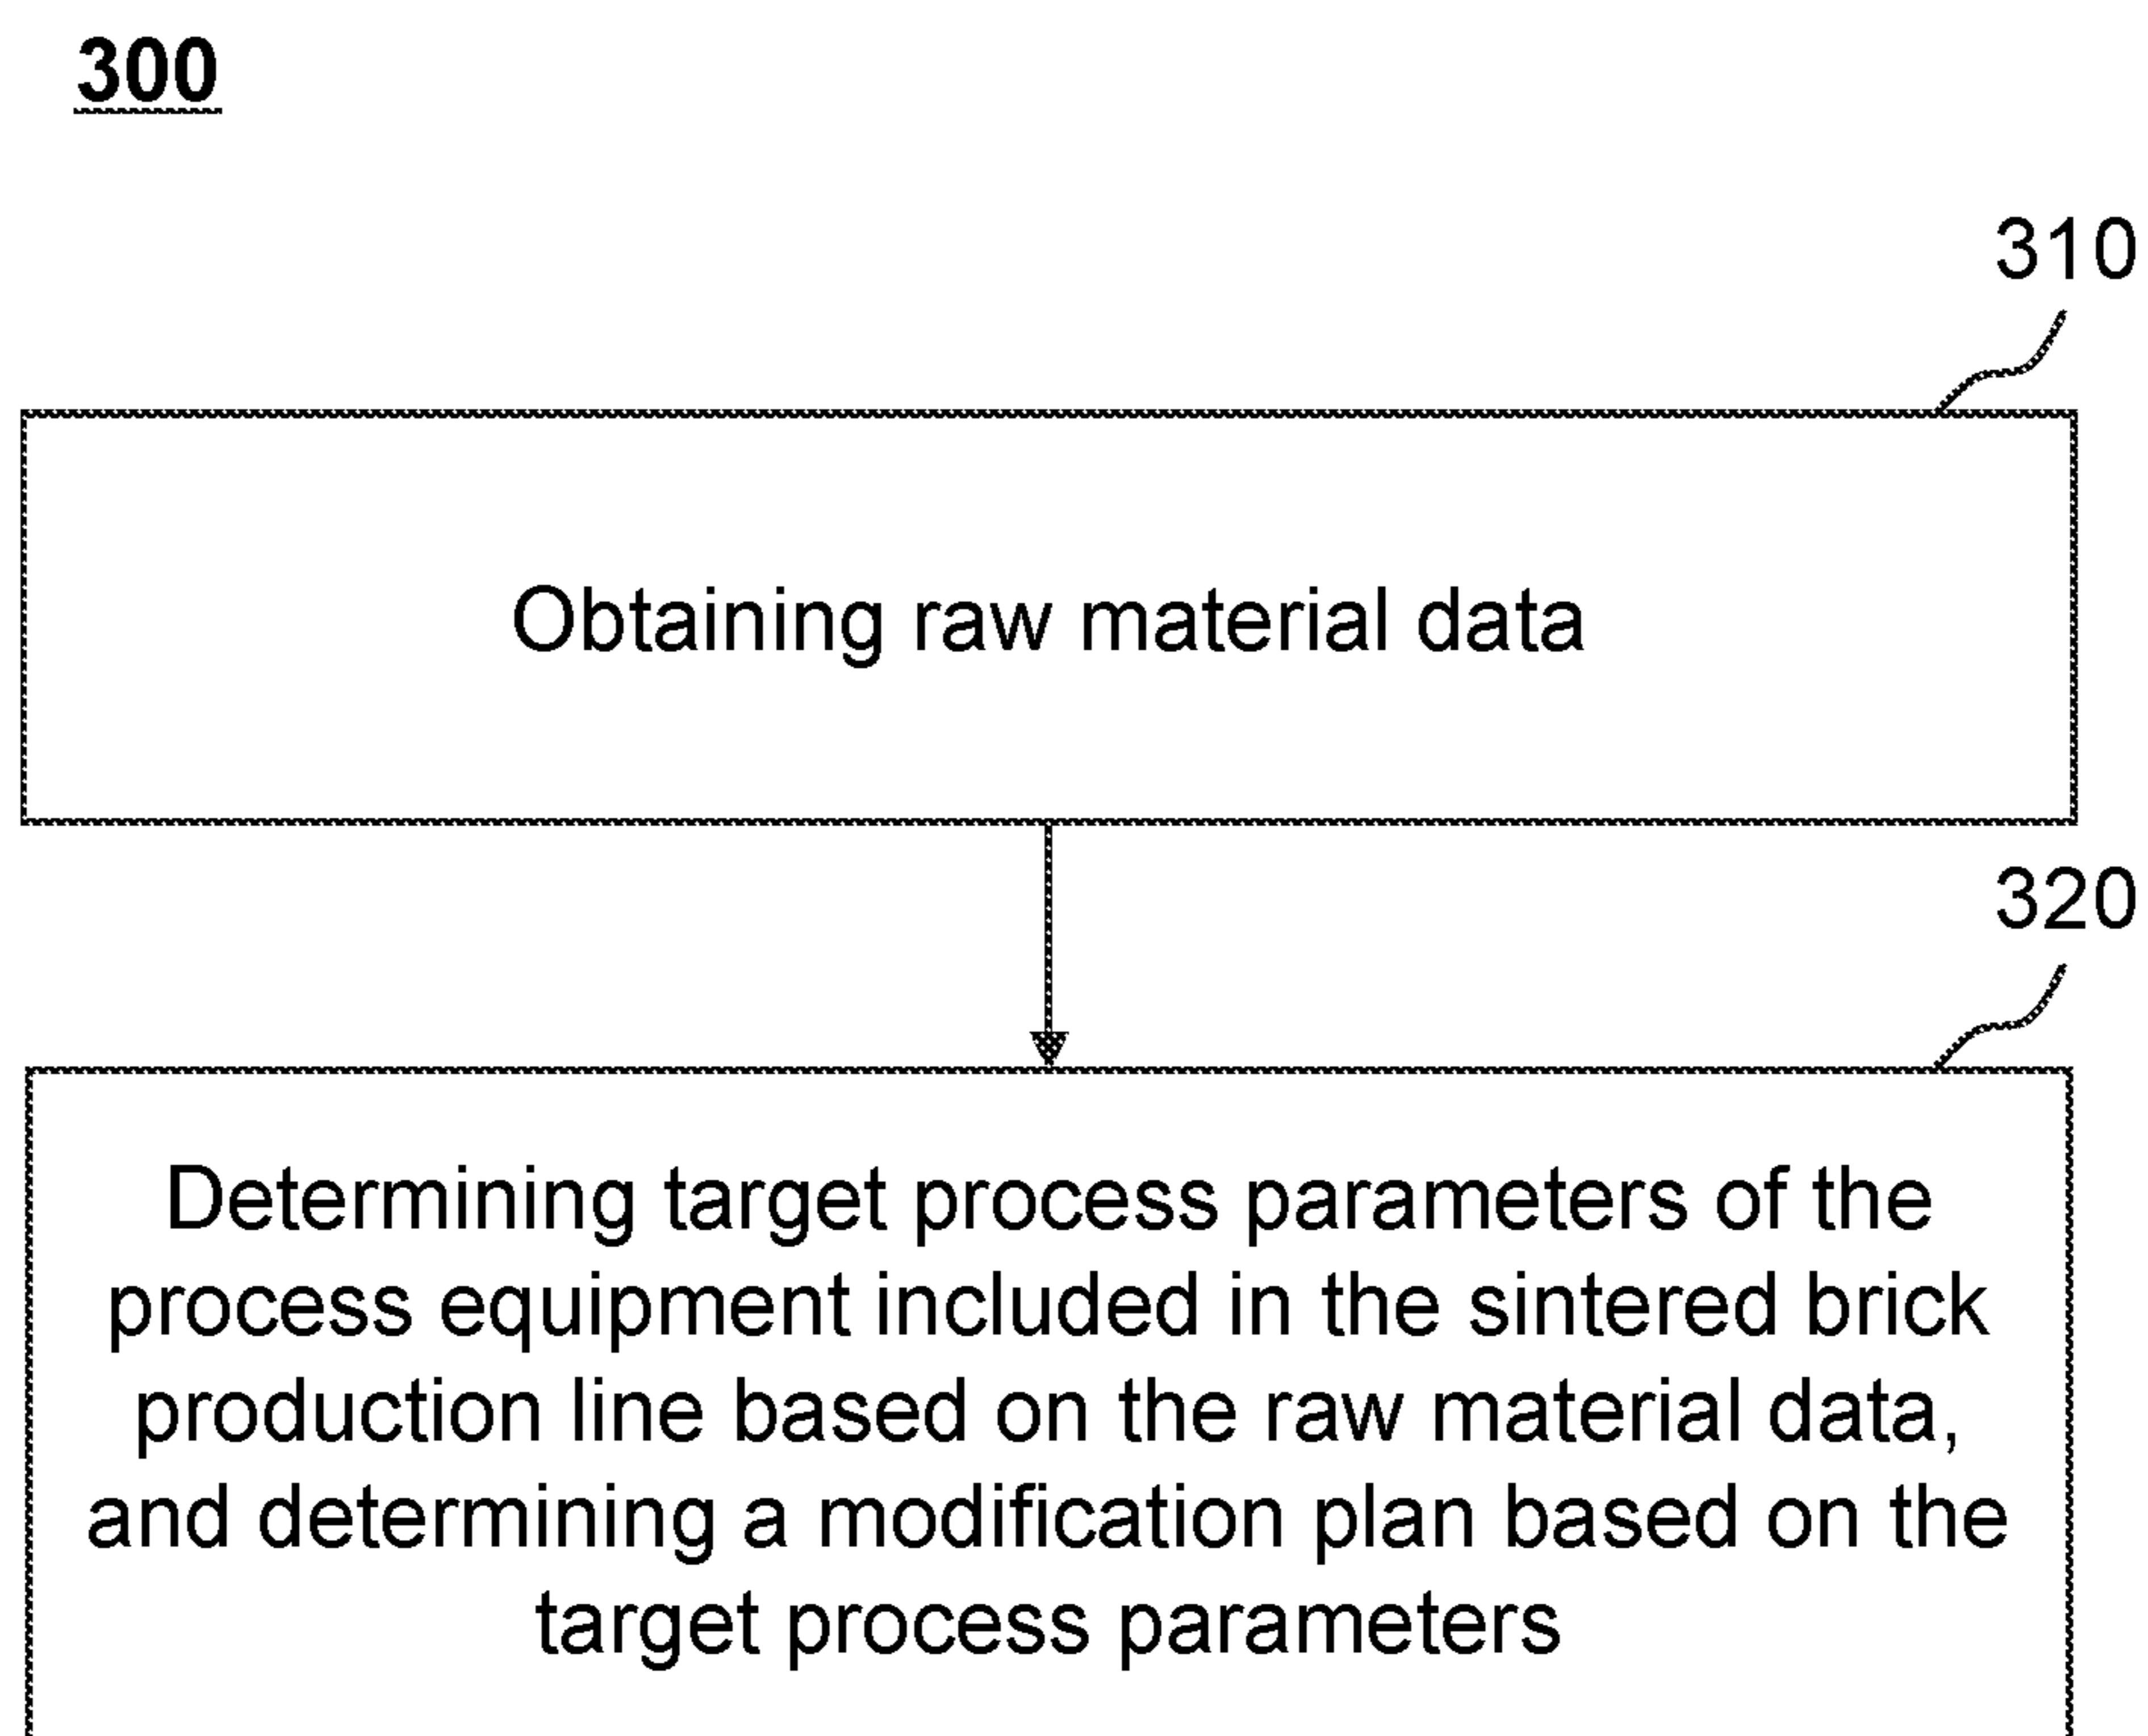 300
310
Obtaining raw material data
320
Determining target process parameters of the
process equipment included in the sintered brick
production line based on the raw material data,
and determining a modification plan based on the
target process parameters